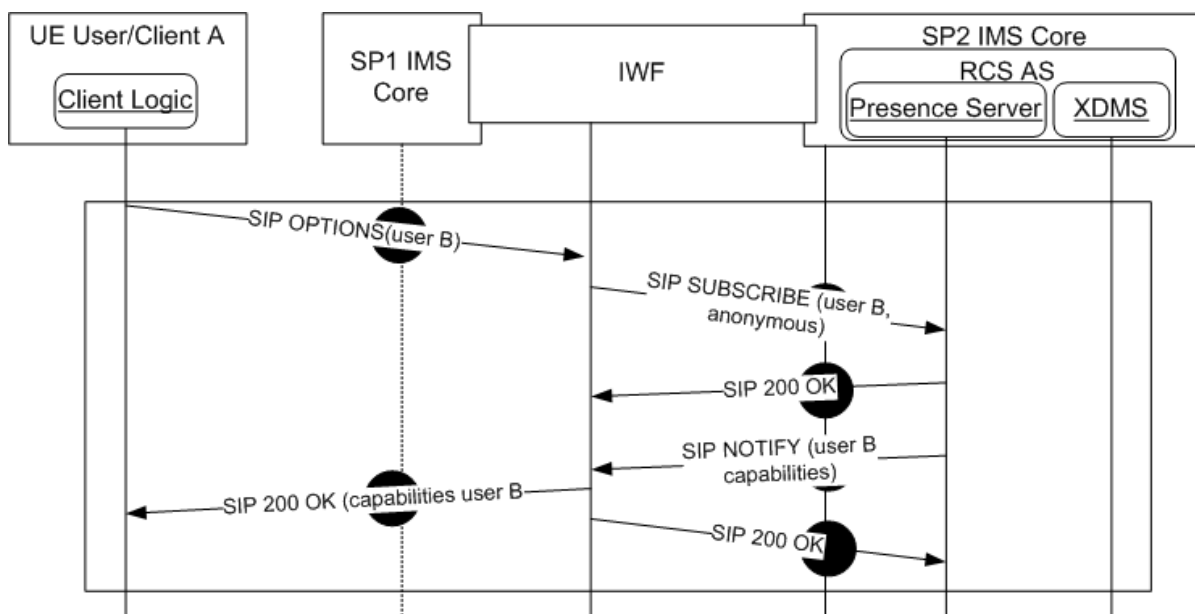 UE User/Client A
Client Logic
SP1 IMS
Core
IWF
SP2 IMS Core
RCS AS
Presence Server
XDMS
SIP OPTIONS(user B)
SIP SUBSCRIBE (user B,
anonymous)
SIP 200 OK
SIP NOTIFY (user B
capabilities)
SIP 200 OK (capabilities user B
SIP 200 OK